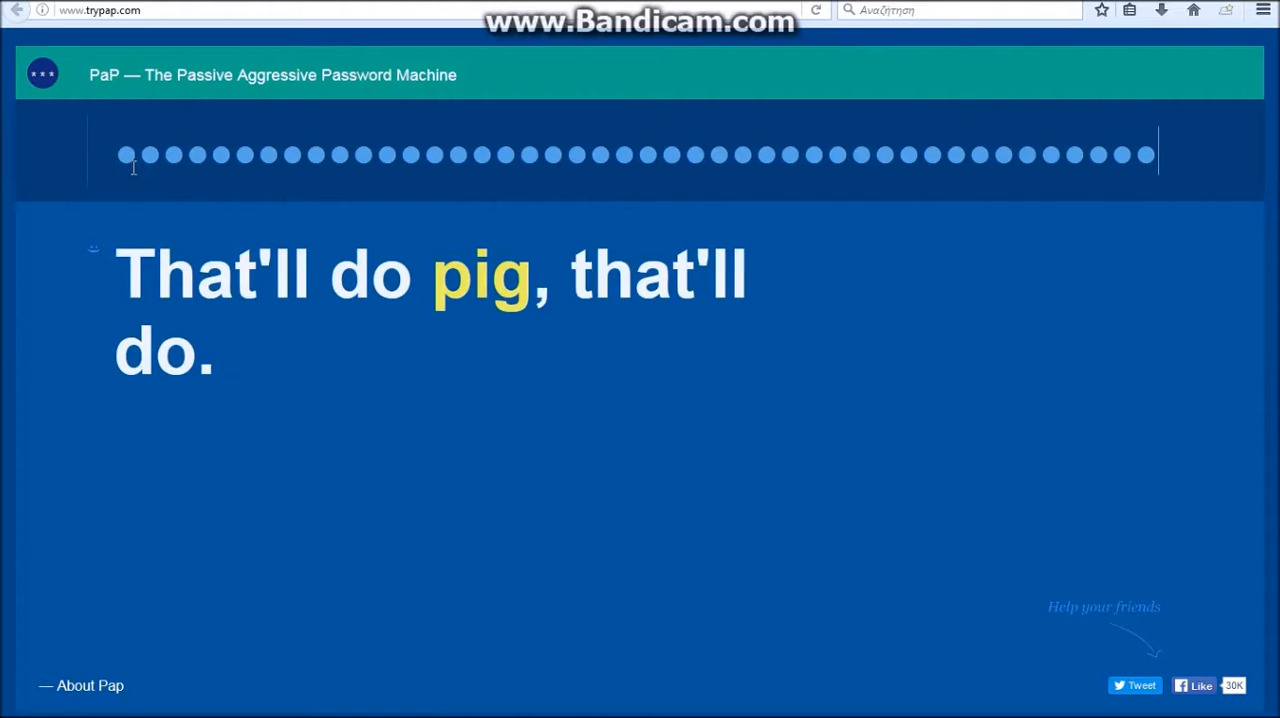 www.trypap.com
Αναζήτηση
www.Bandicam.com
*** PaP — The Passive Aggressive Password Machine
That'll do pig, that'll
do.
Help your friends
— About Pap
Tweet
Like
30K